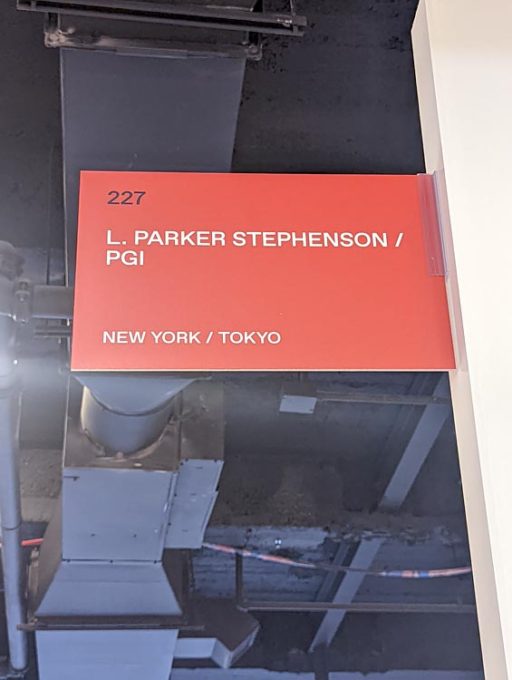 227
L. PARKER STEPHENSON /
PGI
NEW YORK / TOKYO